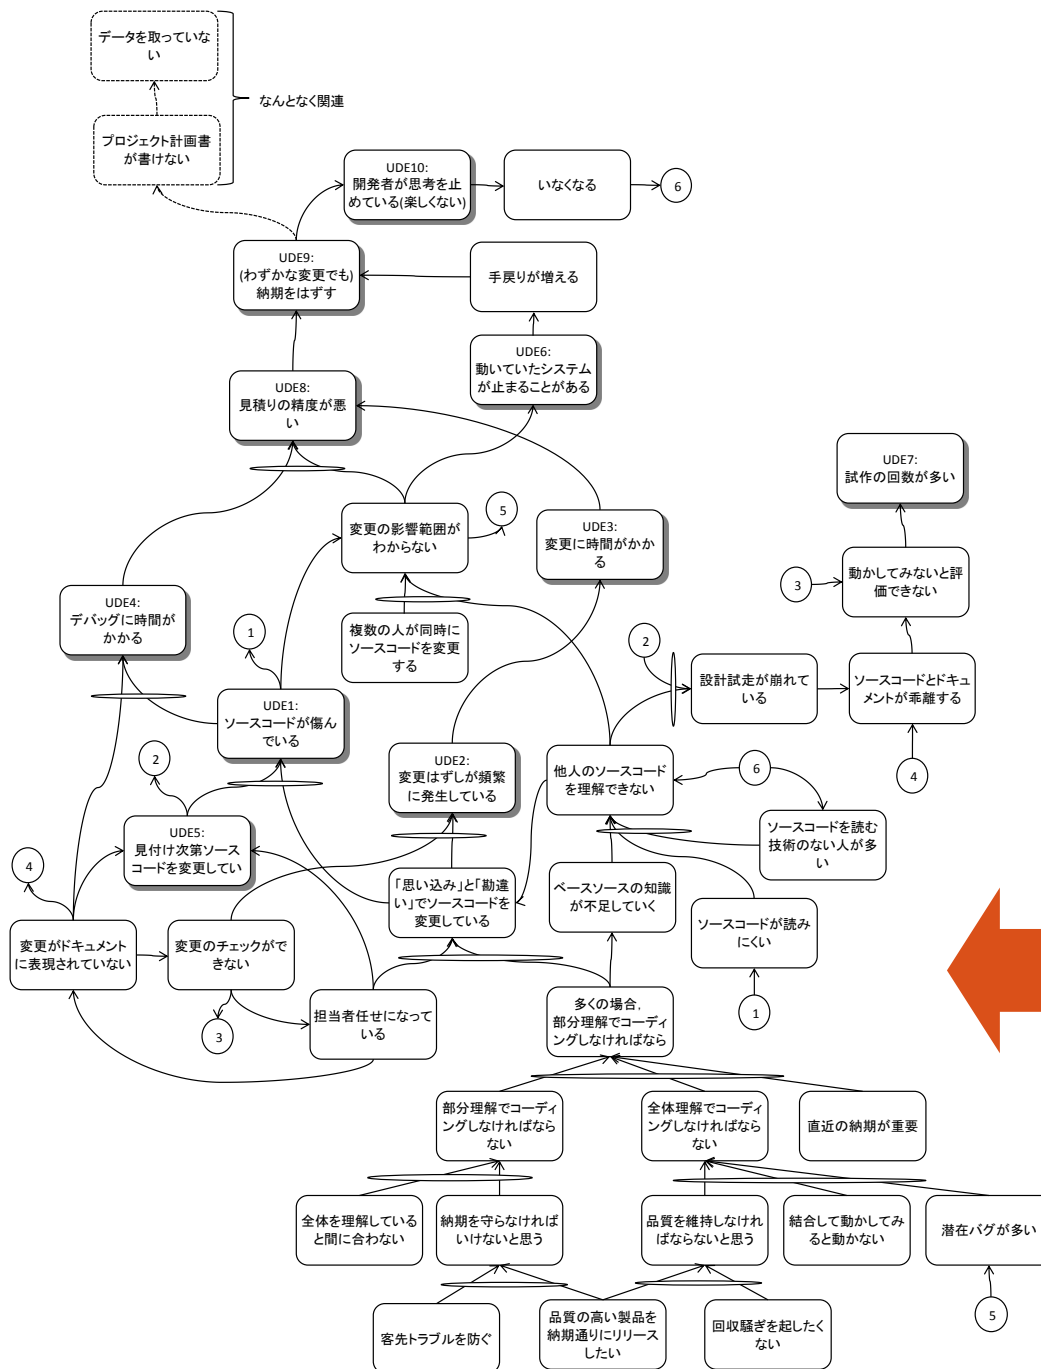 データを取っていな
い
なんとなく関連
プロジェクト計画書
が書けない
UDE10:
開発者が思考を止
めている(楽しくない)
いなくなる
6
UDE9:
(わずかな変更でも)
納期をはずす
手戻りが増える
UDE6:
動いていたシステム
が止まることがある
UDE8:
見積りの精度が悪
い
UDE7:
試作の回数が多い
変更の影響範囲が
わからない
5
UDE3:
変更に時間がかか
る
3
動かしてみないと評
価できない
UDE4:
デバッグに時間が
かかる
1
複数の人が同時に
ソースコードを変更
する
2
設計試走が崩れて
いる
ソースコードとドキュ
メントが乖離する
UDE1:
ソースコードが傷ん
でいる
2
UDE2:
変更はずしが頻繁
に発生している
他人のソースコード
を理解できない
6
4
UDE5:
見付け次第ソース
コードを変更してい
ソースコードを読む
技術のない人が多
い
4
「思い込み」と「勘違
い」でソースコードを
変更している
ベースソースの知識
が不足していく
ソースコードが読み
にくい
変更がドキュメント
に表現されていない
変更のチェックがで
きない
3
担当者任せになって
いる
多くの場合,
部分理解でコーディ
ングしなければなら
1
部分理解でコーディ
ングしなければなら
ない
全体理解でコーディ
ングしなければなら
ない
直近の納期が重要
全体を理解している
と間に合わない
納期を守らなければ
いけないと思う
品質を維持しなけれ
ばならないと思う
結合して動かしてみ
ると動かない
潜在バグが多い
客先トラブルを防ぐ
品質の高い製品を
納期通りにリリース
したい
回収騒ぎを起したく
ない
5